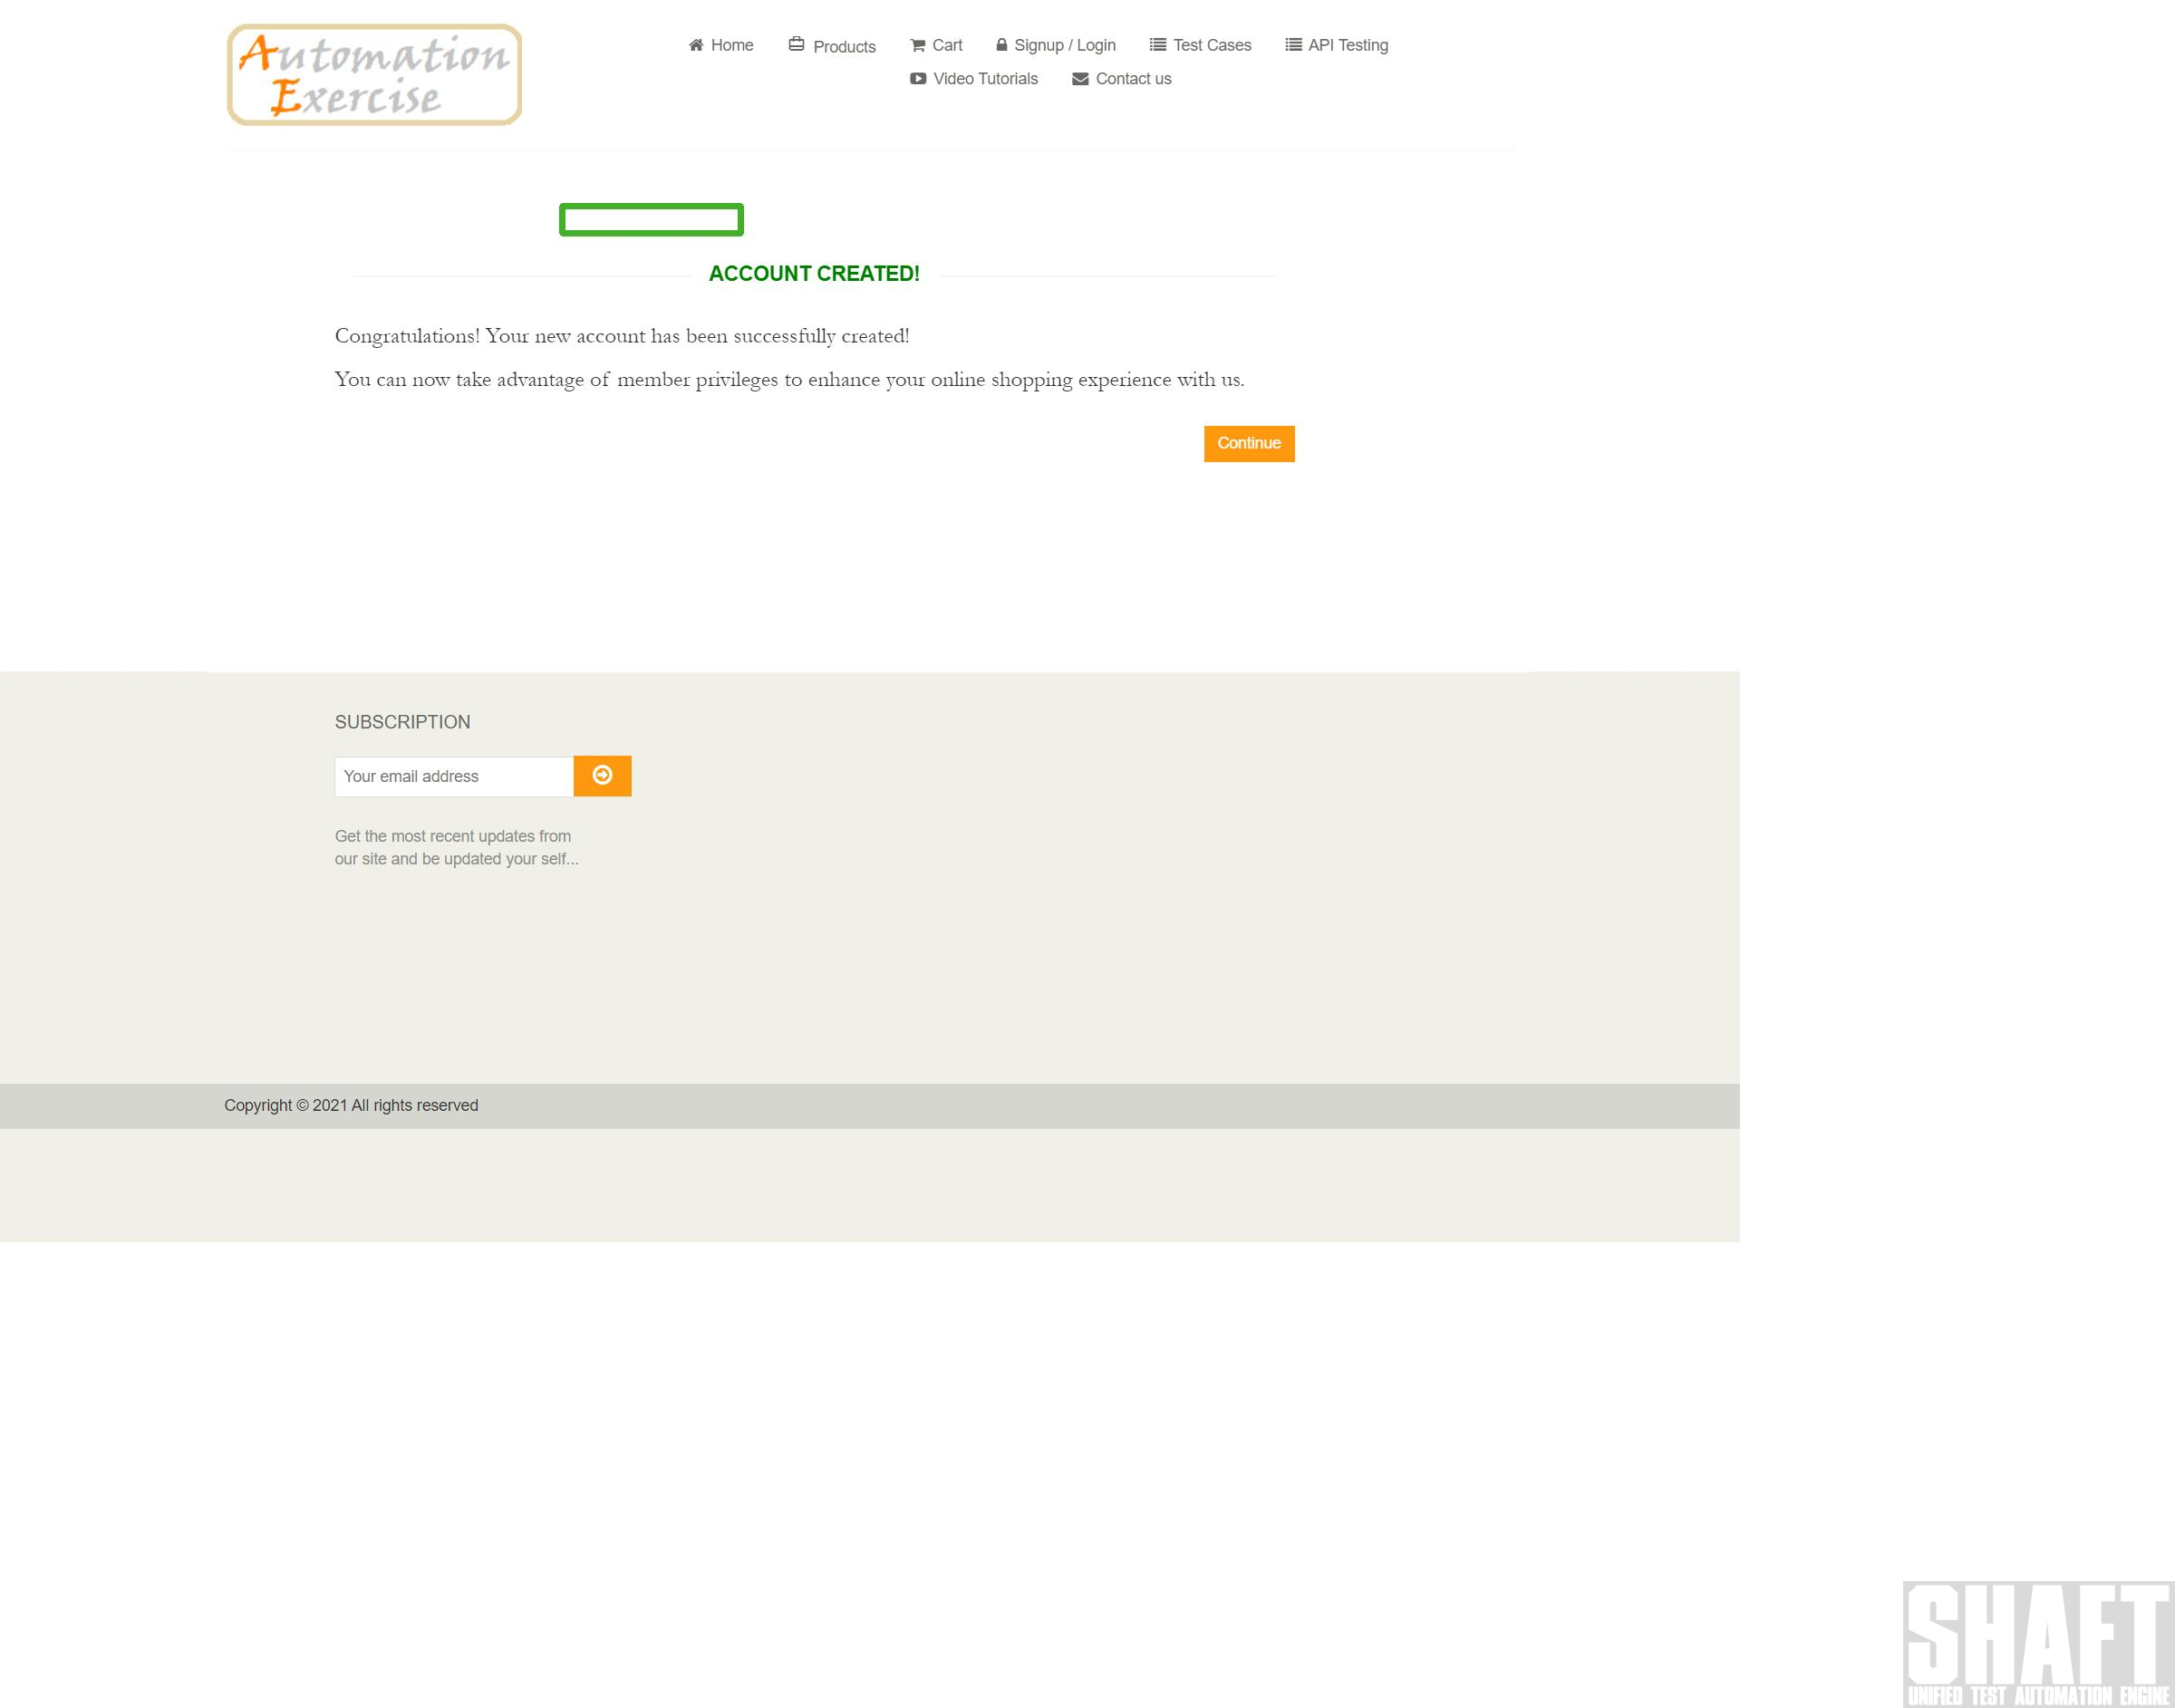 Automation
Exercise
Home
Products
Cart
Signup / Login
Test Cases
API Testing
Video Tutorials
Contact us
ACCOUNT CREATED!
Congratulations! Your new account has been successfully created!
You can now take advantage of member privileges to enhance your online shopping experience with us.
Continue
SUBSCRIPTION
Your email address
Get the most recent updates from
our site and be updated your self...
Copyright © 2021 All rights reserved
SHAFT
UNIFIED TEST AUTOMATION ENGINE